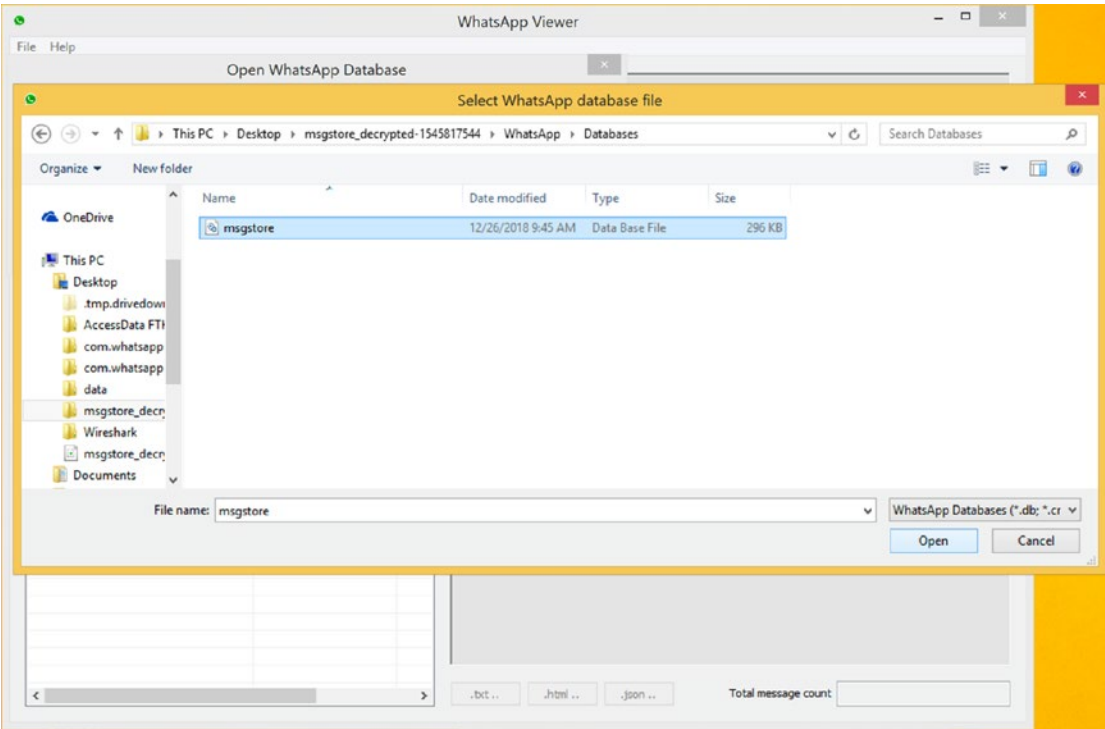 WhatsApp Viewer
File Help
Open WhatsApp Database
Select WhatsApp database file
This PC Desktop msgstore_decrypted-1545817544 WhatsApp Databases
Search Databases
Organize New folder
Name Date modified Type Size
msgstore 12/26/2018 9:45 AM Data Base File 296 KB
OneDrive
This PC
Desktop
.tmp.drivedow
AccessData FTK
com.whatsapp
com.whatsapp
data
msgstore_decry
Wireshark
msgstore_decry
Documents
File name: msgstore
WhatsApp Databases (*.db; *.cr
Open Cancel
.txt .. .html .. .json .. Total message count